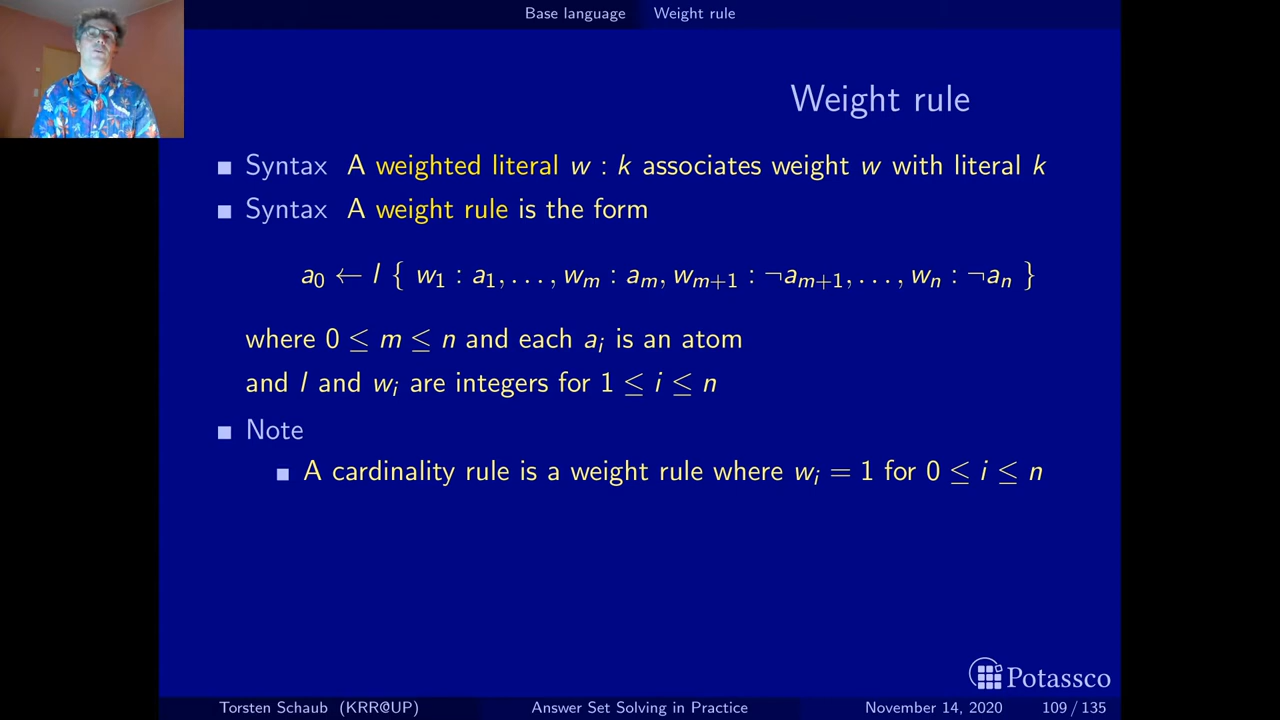 Base language Weight rule
Weight rule
Syntax A weighted literal w : k associates weight w with literal k
Syntax A weight rule is the form
a₀ ← l { w₁ : a₁, . . . , wₘ : aₘ, wₘ₊₁ : ¬aₘ₊₁, . . . , wₙ : ¬aₙ }
where 0 ≤ m ≤ n and each aᵢ is an atom
and l and wᵢ are integers for 1 ≤ i ≤ n
Note
A cardinality rule is a weight rule where wᵢ = 1 for 0 ≤ i ≤ n
Potassco
Torsten Schaub (KRR@UP) Answer Set Solving in Practice November 14, 2020 109 / 135